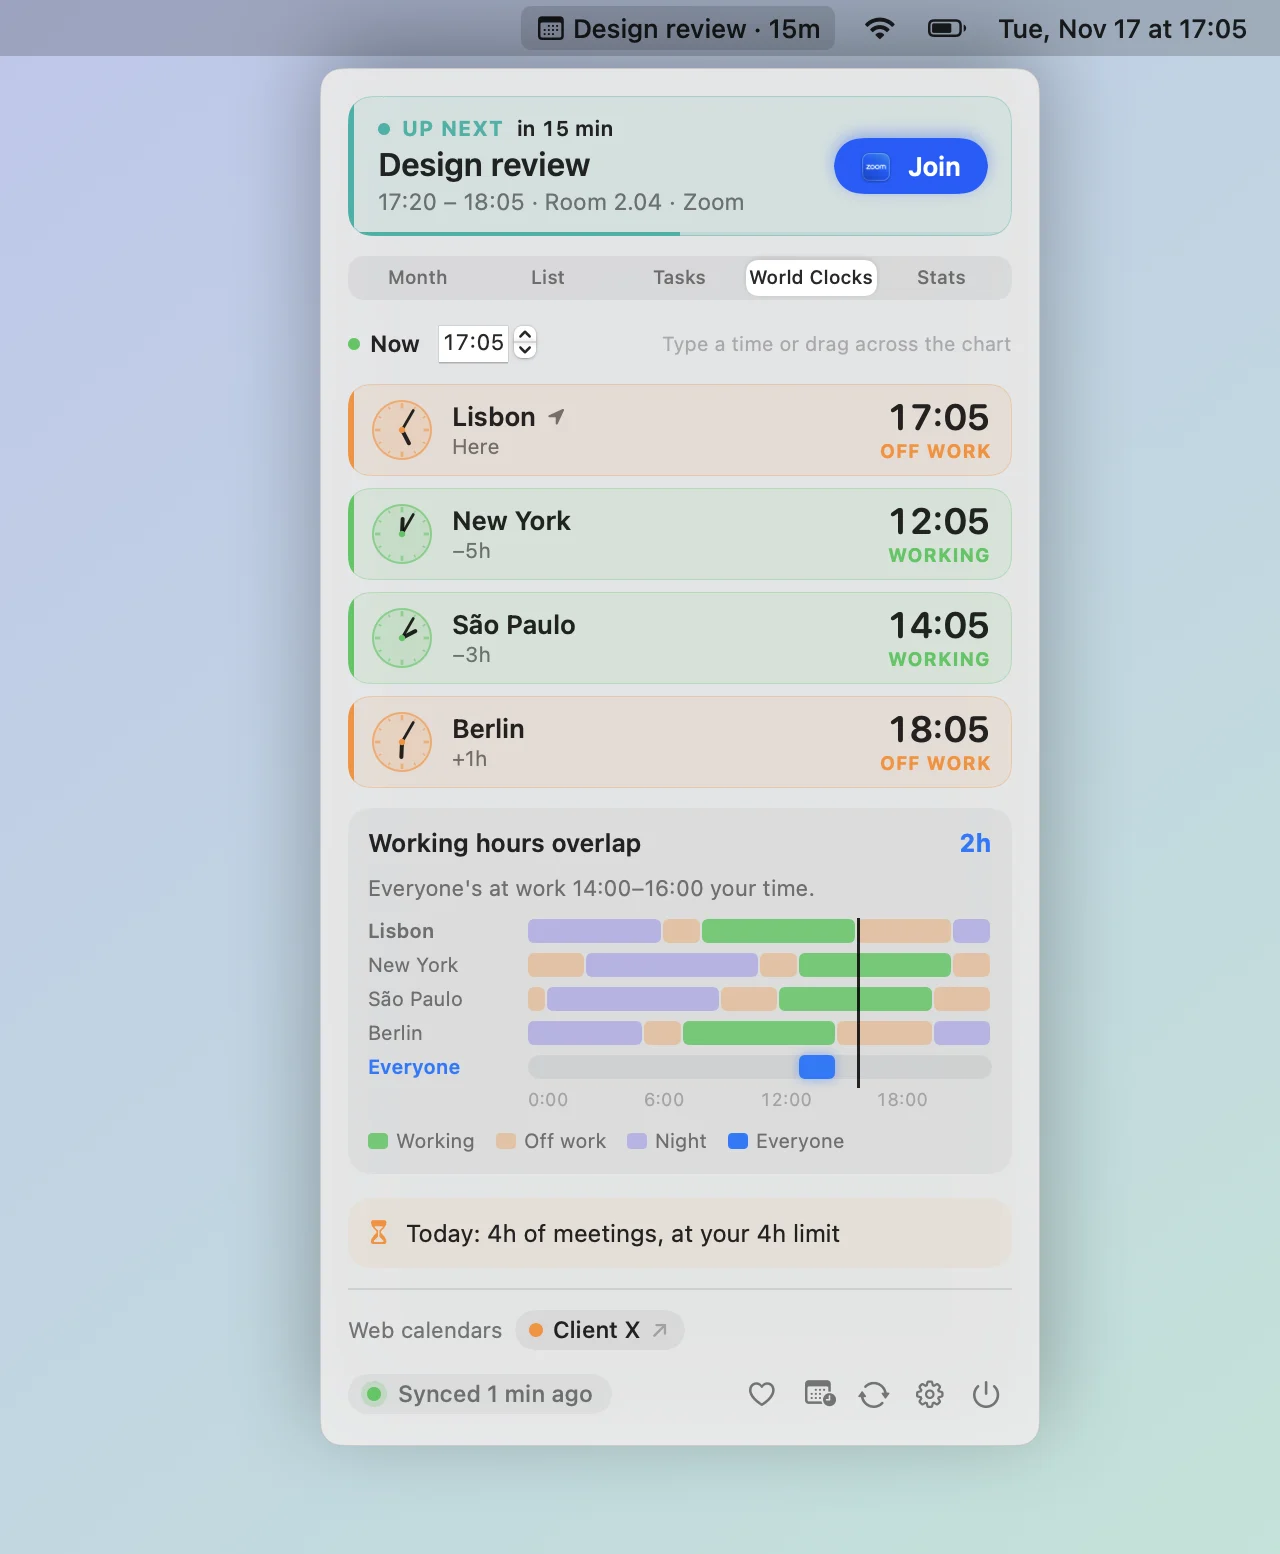 Design review · 15m
Tue, Nov 17 at 17:05
UP NEXT in 15 min
Design review
17:20 – 18:05 · Room 2.04 · Zoom
zoom
Join
Month List Tasks World Clocks Stats
Now 17:05
Type a time or drag across the chart
Lisbon
Here
17:05
OFF WORK
New York
−5h
12:05
WORKING
São Paulo
−3h
14:05
WORKING
Berlin
+1h
18:05
OFF WORK
Working hours overlap
2h
Everyone's at work 14:00–16:00 your time.
Lisbon
New York
São Paulo
Berlin
Everyone
0:00 6:00 12:00 18:00
Working Off work Night Everyone
Today: 4h of meetings, at your 4h limit
Web calendars Client X
Synced 1 min ago